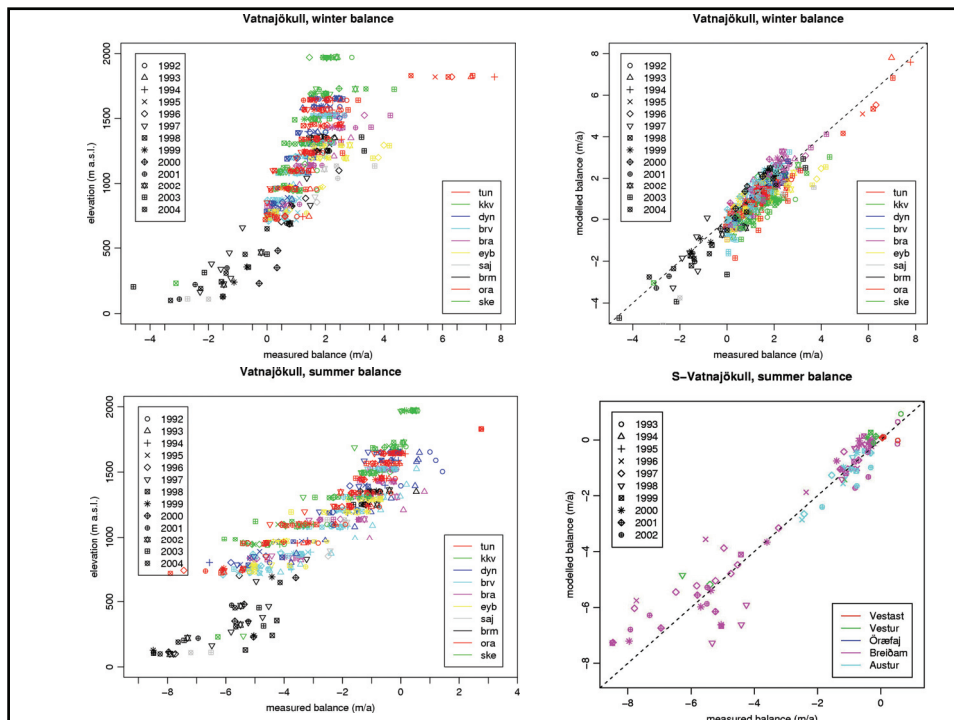 Vatnajökull, winter balance
elevation (m a.s.l.)
2000
1500
1000
500
0
1992
1993
1994
1995
1996
1997
1998
1999
2000
2001
2002
2003
2004
tun
kkv
dyn
brv
bra
eyb
saj
brm
ora
ske
−4 −2 0 2 4 6 8
measured balance (m/a)
Vatnajökull, winter balance
modelled balance (m/a)
8
6
4
2
0
−2
−4
1992
1993
1994
1995
1996
1997
1998
1999
2000
2001
2002
2003
2004
tun
kkv
dyn
brv
bra
eyb
saj
brm
ora
ske
−4 −2 0 2 4 6 8
measured balance (m/a)
Vatnajökull, summer balance
elevation (m a.s.l.)
2000
1500
1000
500
0
1992
1993
1994
1995
1996
1997
1998
1999
2000
2001
2002
2003
2004
tun
kkv
dyn
brv
bra
eyb
saj
brm
ora
ske
−8 −6 −4 −2 0 2 4
measured balance (m/a)
S−Vatnajökull, summer balance
modelled balance (m/a)
0
−2
−4
−6
−8
1993
1994
1995
1996
1997
1998
1999
2000
2001
2002
Vestast
Vestur
Öræfaj
Breiðam
Austur
−8 −6 −4 −2 0
measured balance (m/a)